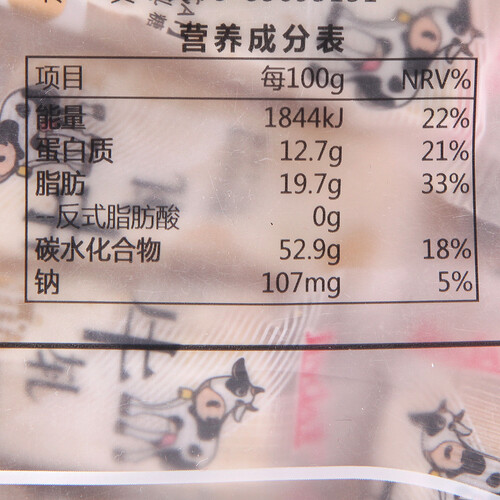 营养成分表
项目 每100g NRV%
能量 1844kJ 22%
蛋白质 12.7g 21%
脂肪 19.7g 33%
--反式脂肪酸 0g
碳水化合物 52.9g 18%
钠 107mg 5%
牛
轧